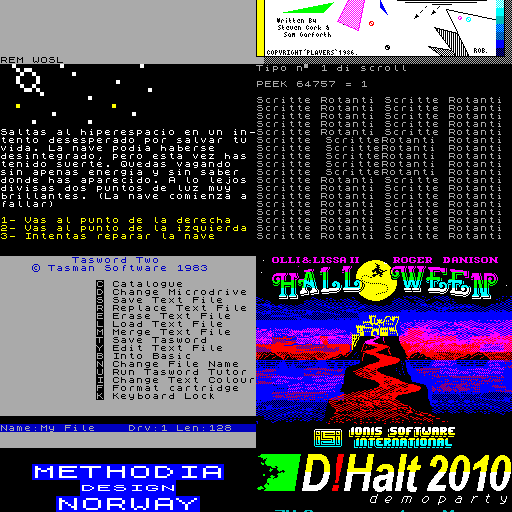 REM WOSL
Written By
Steven Cork &
Sam Garforth
COPYRIGHT 'PLAYERS' 1986.
ROB.
Saltas al hiperespacio en un in-
tento desesperado por salvar tu
vida. La nave podia haberse
desintegrado, pero esta vez has
tenido suerte. Quedas vagando
sin apenas energia y sin saber
donde has aparecido. A lo lejos
divisas dos puntos de luz muy
brillantes. (La nave comienza a
fallar)
1- Vas al punto de la derecha
2- Vas al punto de la izquierda
3- Intentas reparar la nave
Tipo n° 1 di scroll
PEEK 64757 = 1
Scritte Rotanti Scritte Rotanti
Scritte Rotanti Scritte Rotanti
Scritte Rotanti Scritte Rotanti
Scritte Rotanti Scritte Rotanti
Scritte  ScritteRotanti  Rotanti
Scritte  ScritteRotanti  Rotanti
Scritte  ScritteRotanti  Rotanti
Scritte  ScritteRotanti  Rotanti
Scritte Rotanti Scritte Rotanti
Scritte Rotanti Scritte Rotanti
Scritte Rotanti Scritte Rotanti
Scritte Rotanti Scritte Rotanti
Scritte Rotanti Scritte Rotanti
Scritte Rotanti Scritte Rotanti
Scritte Rotanti Scritte Rotanti
Scritte Rotanti Scritte Rotanti
Tasword Two
© Tasman Software 1983
C Catalogue
D Change Microdrive
S Save Text File
R Replace Text File
E Erase Text File
L Load Text File
M Merge Text File
T Save Tasword
Y Edit Text File
B Into Basic
N Change File Name
U Run Tasword Tutor
I Change Text Colour
F Format cartridge
K Keyboard Lock
Name:My File    Drv:1 Len:128
OLLI & LISSA II ROGER DANISON
HALLOWEEN
IONIS SOFTWARE
INTERNATIONAL
METHODIA
DESIGN
NORWAY
D!Halt 2010
demoparty